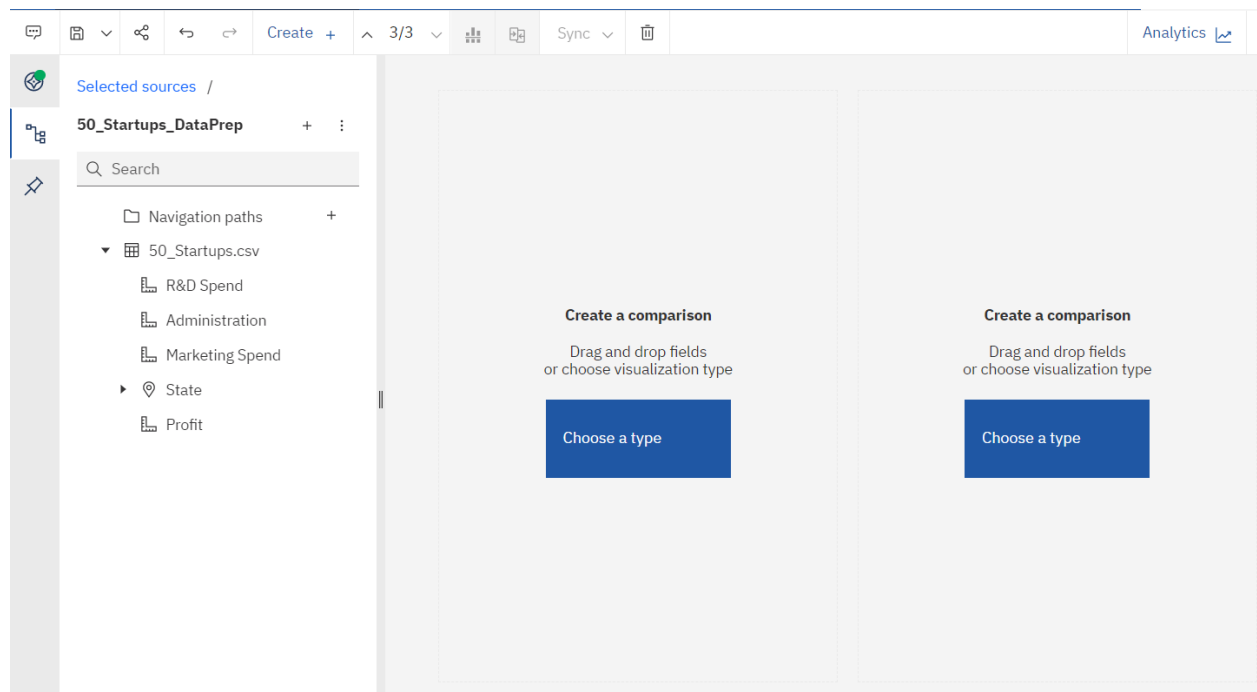 Create +
3/3
Sync
Analytics
Selected sources /
50_Startups_DataPrep
Search
Navigation paths
50_Startups.csv
R&D Spend
Administration
Marketing Spend
State
Profit
Create a comparison
Drag and drop fields
or choose visualization type
Choose a type
Create a comparison
Drag and drop fields
or choose visualization type
Choose a type